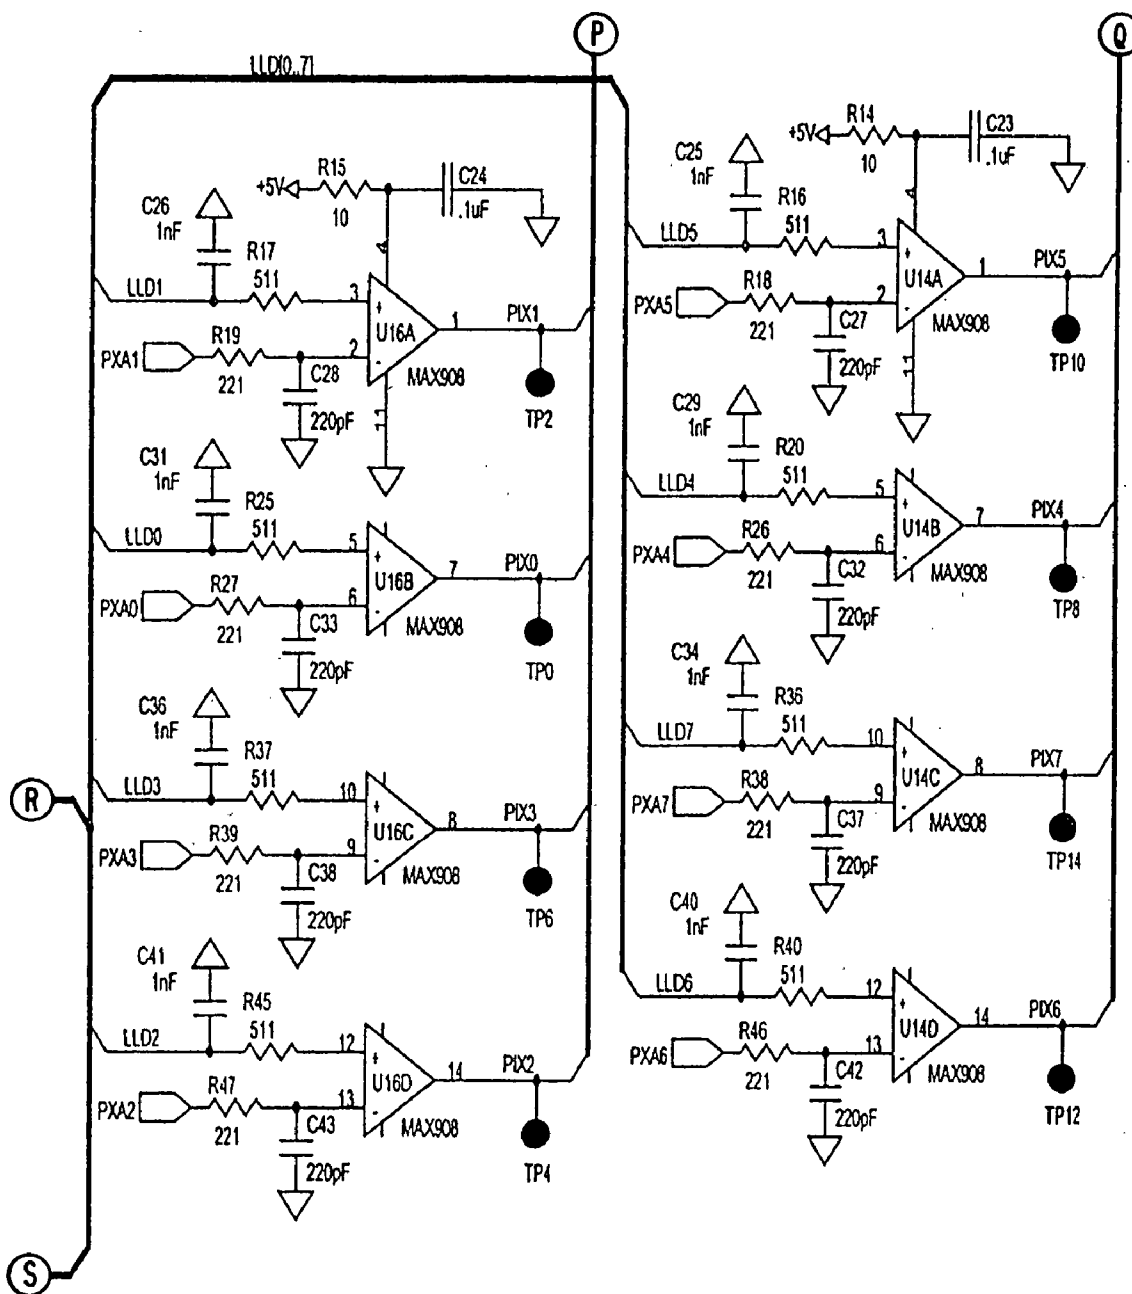 P
Q
LLD[0..7]
+5V
R14
10
C23
.1uF
C25
1nF
R16
511
LLD5
3
+
4
U14A
1
PIX5
PXA5
R18
221
2
-
C27
220pF
11
MAX908
TP10
+5V
R15
10
C24
.1uF
C26
1nF
R17
511
LLD1
3
+
4
U16A
1
PIX1
PXA1
R19
221
2
-
C28
220pF
11
MAX908
TP2
C29
1nF
R20
511
LLD4
5
+
U14B
7
PIX4
PXA4
R26
221
6
-
C32
220pF
MAX908
TP8
C31
1nF
R25
511
LLD0
5
+
U16B
7
PIX0
PXA0
R27
221
6
-
C33
220pF
MAX908
TP0
C34
1nF
R36
511
LLD7
10
+
U14C
8
PIX7
PXA7
R38
221
9
-
C37
220pF
MAX908
TP14
C36
1nF
R37
511
LLD3
10
+
U16C
8
PIX3
R
PXA3
R39
221
9
-
C38
220pF
MAX908
TP6
C40
1nF
R40
511
LLD6
12
+
U14D
14
PIX6
PXA6
R46
221
13
-
C42
220pF
MAX908
TP12
C41
1nF
R45
511
LLD2
12
+
U16D
14
PIX2
PXA2
R47
221
13
-
C43
220pF
MAX908
TP4
S